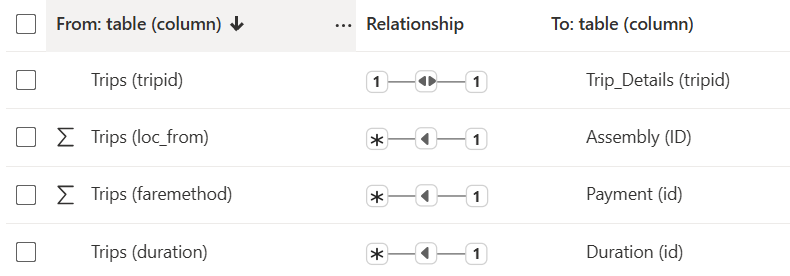 From: table (column) ↓ ... Relationship To: table (column)
Trips (tripid) 1 1 Trip_Details (tripid)
Σ Trips (loc_from) * 1 Assembly (ID)
Σ Trips (faremethod) * 1 Payment (id)
Trips (duration) * 1 Duration (id)